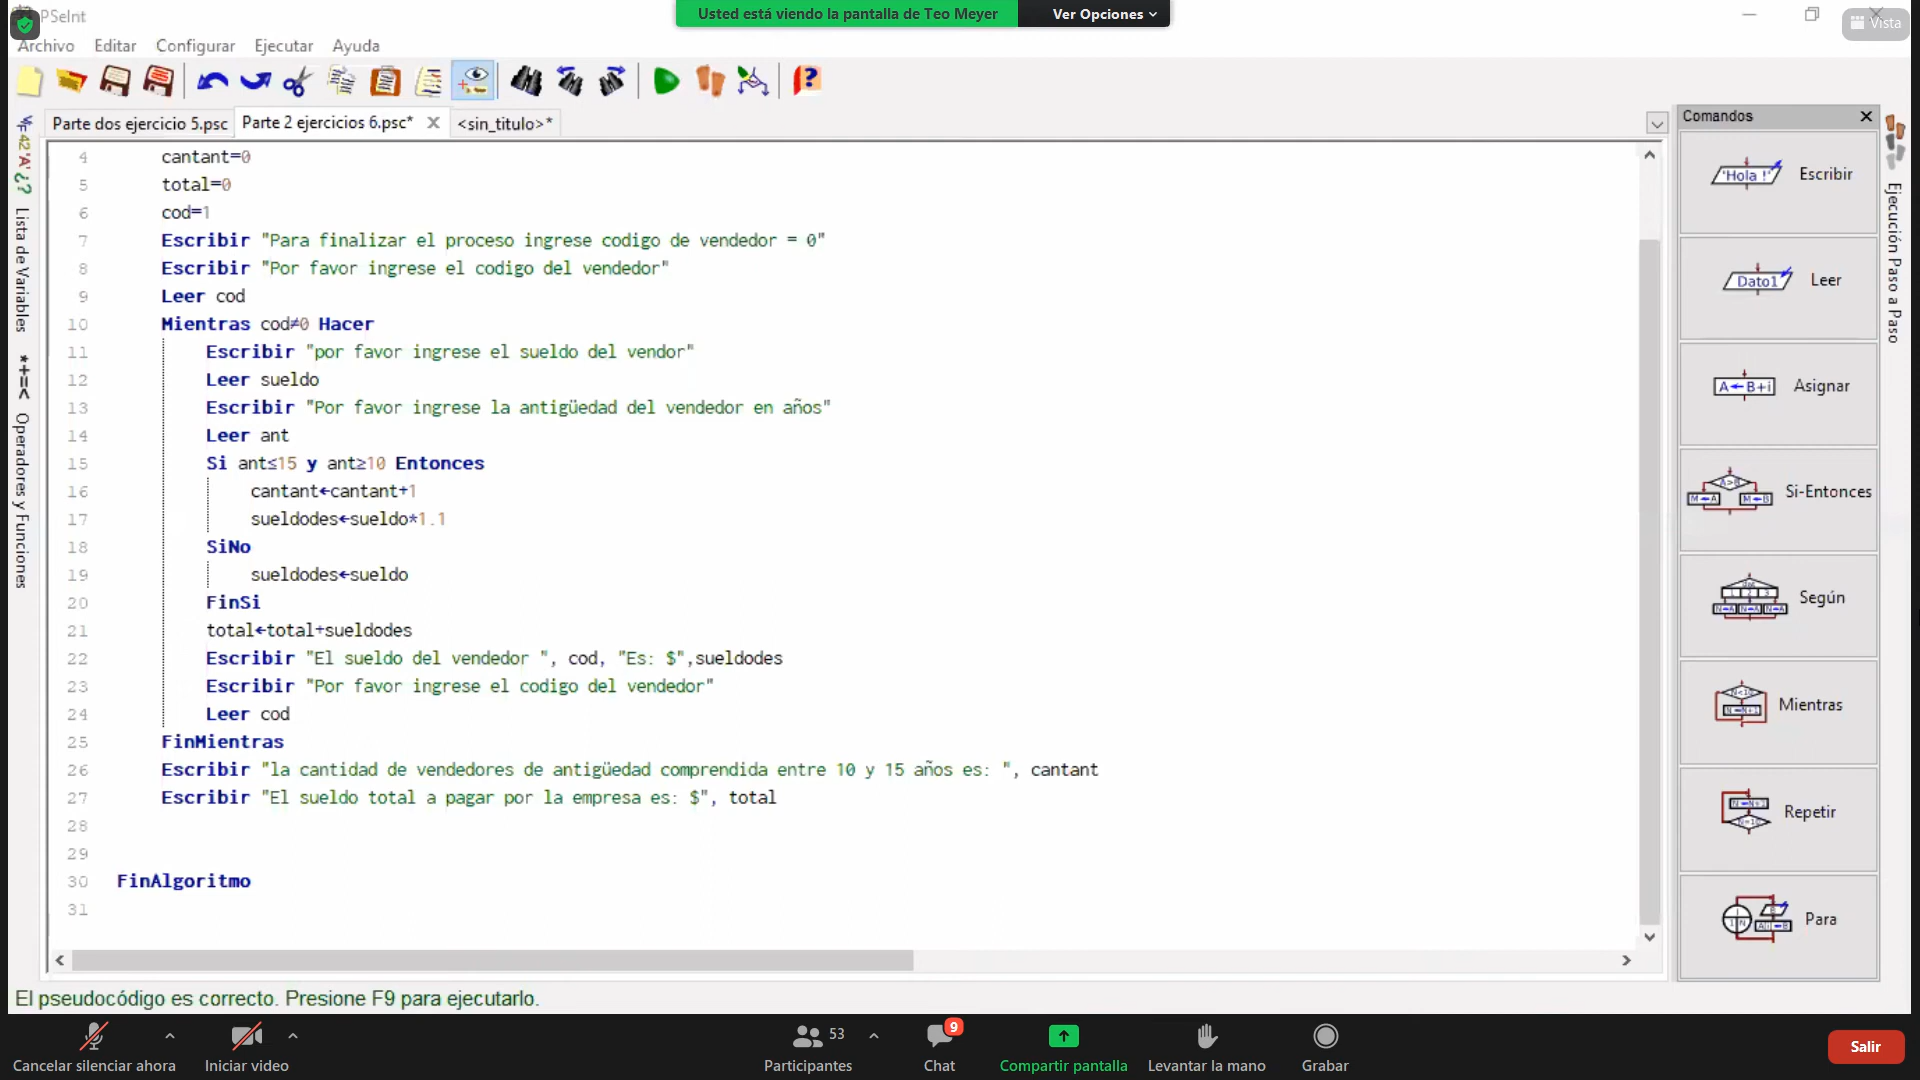 PSeInt
Usted está viendo la pantalla de Teo Meyer
Ver Opciones
Vista
Archivo Editar Configurar Ejecutar Ayuda
Parte dos ejercicio 5.psc
Parte 2 ejercicios 6.psc*
<sin_titulo>*
Lista de Variables
*+=<
Operadores y Funciones
4 cantant=0
5 total=0
6 cod=1
7 Escribir "Para finalizar el proceso ingrese codigo de vendedor = 0"
8 Escribir "Por favor ingrese el codigo del vendedor"
9 Leer cod
10 Mientras cod≠0 Hacer
11 Escribir "por favor ingrese el sueldo del vendor"
12 Leer sueldo
13 Escribir "Por favor ingrese la antigüedad del vendedor en años"
14 Leer ant
15 Si ant≤15 y ant≥10 Entonces
16 cantant←cantant+1
17 sueldodes←sueldo*1.1
18 SiNo
19 sueldodes←sueldo
20 FinSi
21 total←total+sueldodes
22 Escribir "El sueldo del vendedor ", cod, "Es: $",sueldodes
23 Escribir "Por favor ingrese el codigo del vendedor"
24 Leer cod
25 FinMientras
26 Escribir "la cantidad de vendedores de antigüedad comprendida entre 10 y 15 años es: ", cantant
27 Escribir "El sueldo total a pagar por la empresa es: $", total
28
29
30 FinAlgoritmo
31
Comandos
'Hola !' Escribir
Dato1 Leer
A←B+i Asignar
A>B Si-Entonces
Según
Mientras
Repetir
Para
Ejecución Paso a Paso
El pseudocódigo es correcto. Presione F9 para ejecutarlo.
Cancelar silenciar ahora
Iniciar video
53
Participantes
9
Chat
Compartir pantalla
Levantar la mano
Grabar
Salir